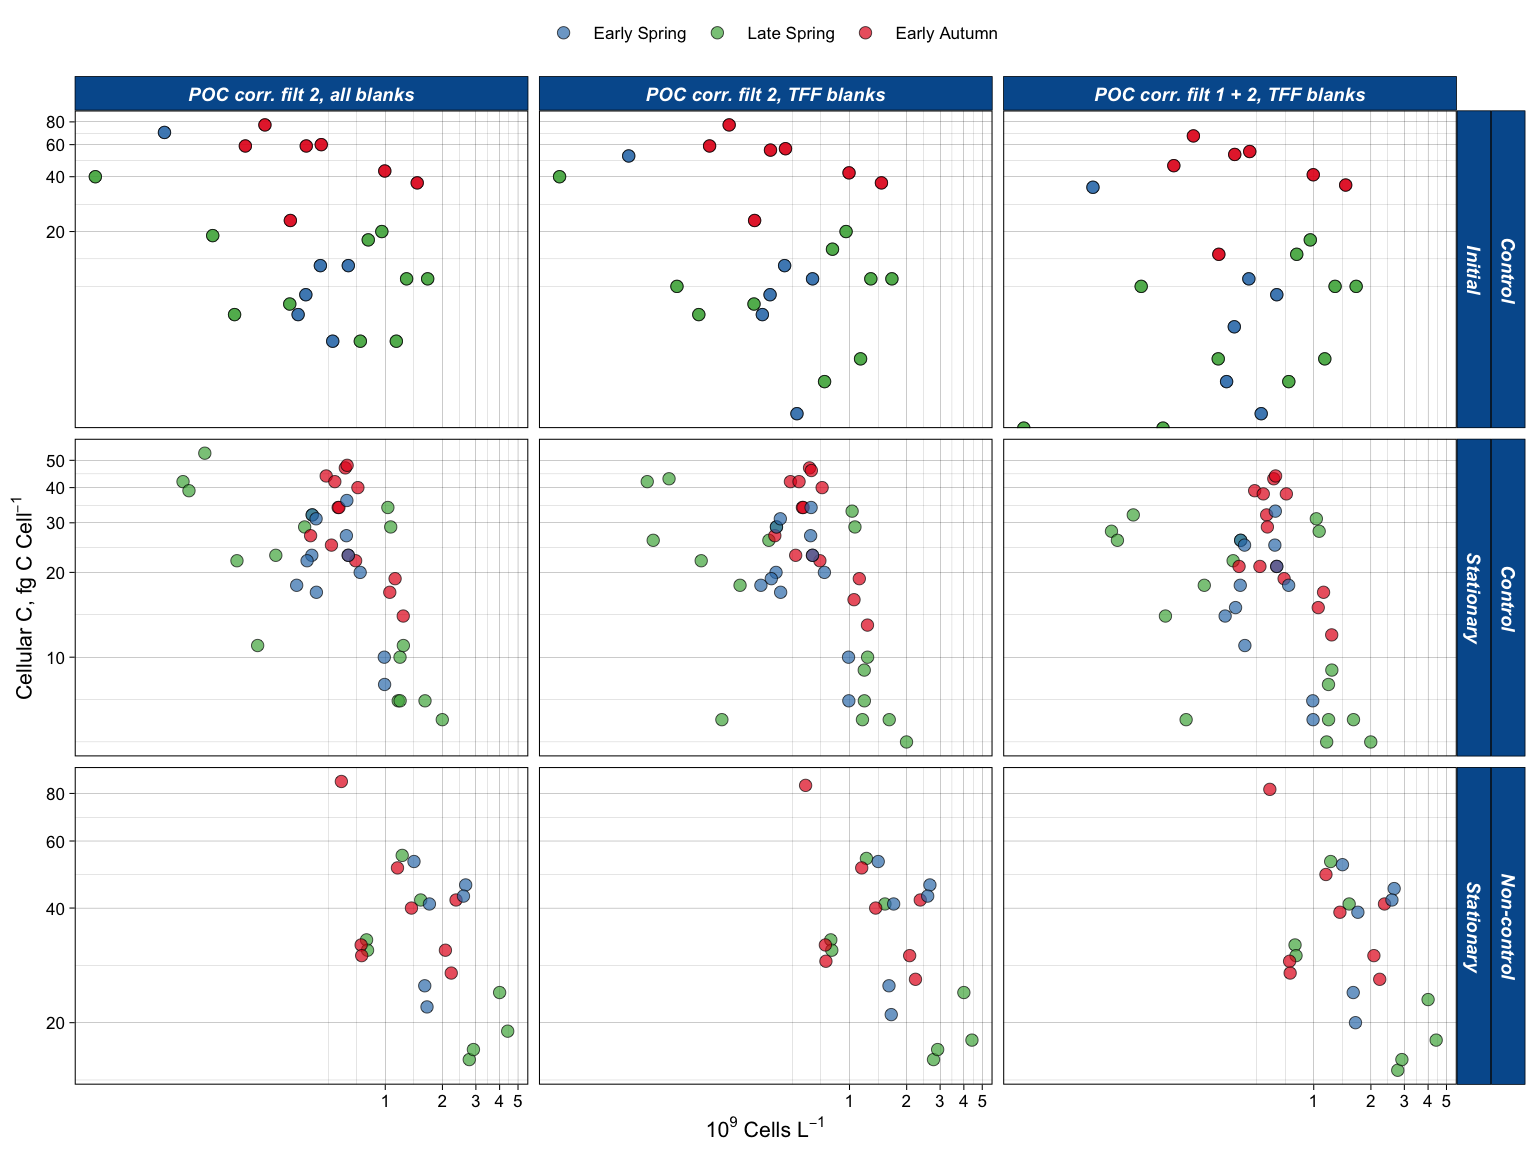 Early Spring Late Spring Early Autumn
POC corr. filt 2, all blanks
POC corr. filt 2, TFF blanks
POC corr. filt 1 + 2, TFF blanks
80
60
40
20
Initial
Control
50
40
30
20
10
Stationary
Control
80
60
40
20
Stationary
Non-control
Cellular C, fg C Cell⁻¹
1 2 3 4 5
1 2 3 4 5
1 2 3 4 5
10⁹ Cells L⁻¹